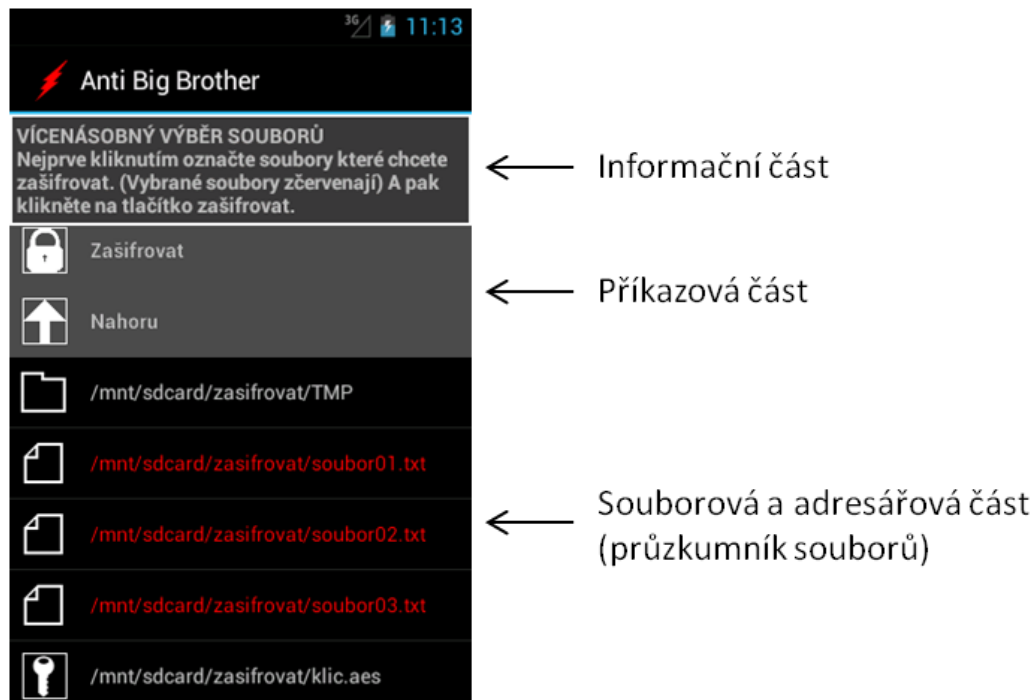 3G 11:13
Anti Big Brother
VÍCENÁSOBNÝ VÝBĚR SOUBORŮ
Nejprve kliknutím označte soubory které chcete
zašifrovat. (Vybrané soubory zčervenají) A pak
klikněte na tlačítko zašifrovat.
Informační část
Zašifrovat
Příkazová část
Nahoru
/mnt/sdcard/zasifrovat/TMP
/mnt/sdcard/zasifrovat/soubor01.txt
/mnt/sdcard/zasifrovat/soubor02.txt
Souborová a adresářová část
(průzkumník souborů)
/mnt/sdcard/zasifrovat/soubor03.txt
/mnt/sdcard/zasifrovat/klic.aes